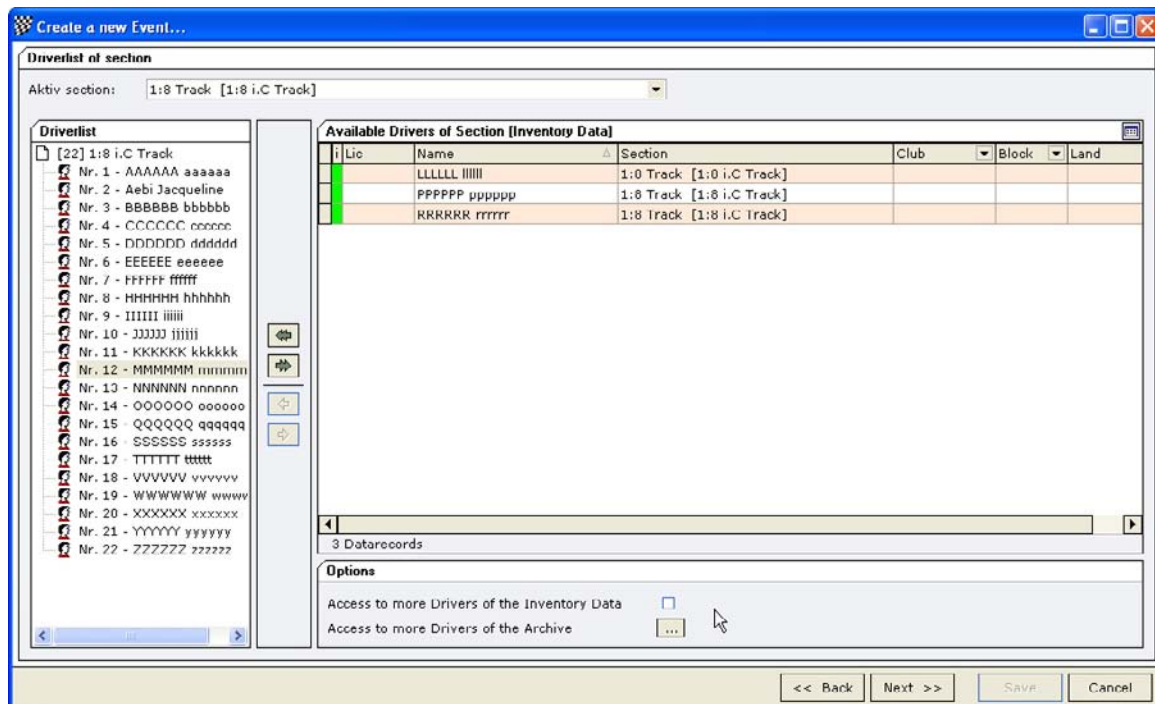 Create a new Event...
Driverlist of section
Aktiv section: 1:8 Track [1:8 i.C Track]
Driverlist
[22] 1:8 i.C Track
Nr. 1 - AAAAAA aaaaaa
Nr. 2 - Aebi Jacqueline
Nr. 3 - BBBBBB bbbbbb
Nr. 4 - CCCCCC cccccc
Nr. 5 - DDDDDD dddddd
Nr. 6 - EEEEEE eeeeee
Nr. 7 - FFFFFF ffffff
Nr. 8 - HHHHHH hhhhhh
Nr. 9 - IIIIII iiiiii
Nr. 10 - JJJJJJ jjjjjj
Nr. 11 - KKKKKK kkkkkk
Nr. 12 - MMMMMM mmmm
Nr. 13 - NNNNNN nnnnnn
Nr. 14 - OOOOOO oooooo
Nr. 15 - QQQQQQ qqqqqq
Nr. 16 - SSSSSS ssssss
Nr. 17 - TTTTTT tttttt
Nr. 18 - VVVVVV vvvvvv
Nr. 19 - WWWWWW wwwv
Nr. 20 - XXXXXX xxxxxx
Nr. 21 - YYYYYY yyyyyy
Nr. 22 - ZZZZZZ zzzzzz
Available Drivers of Section [Inventory Data]
i Lic Name Section Club Block Land
LLLLLL llllll 1:8 Track [1:8 i.C Track]
PPPPPP pppppp 1:8 Track [1:8 i.C Track]
RRRRRR rrrrrr 1:8 Track [1:8 i.C Track]
3 Datarecords
Options
Access to more Drivers of the Inventory Data
Access to more Drivers of the Archive ...
<< Back Next >> Save Cancel